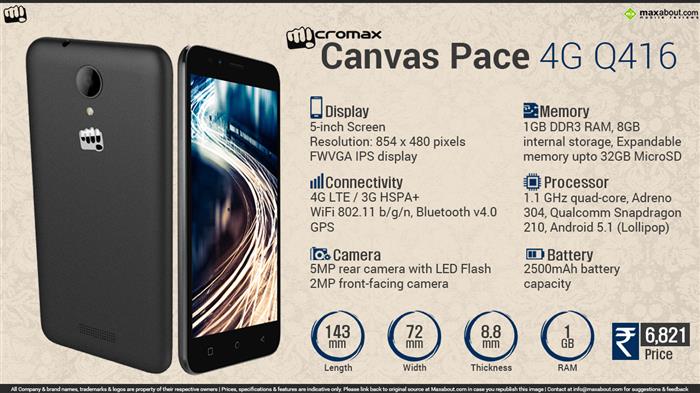 maxabout.com
mobile reviews
m!cromax
Canvas Pace 4G Q416
Display
5-inch Screen
Resolution: 854 x 480 pixels
FWVGA IPS display
Memory
1GB DDR3 RAM, 8GB
internal storage, Expandable
memory upto 32GB MicroSD
Connectivity
4G LTE / 3G HSPA+
WiFi 802.11 b/g/n, Bluetooth v4.0
GPS
Processor
1.1 GHz quad-core, Adreno
304, Qualcomm Snapdragon
210, Android 5.1 (Lollipop)
Camera
5MP rear camera with LED Flash
2MP front-facing camera
Battery
2500mAh battery
capacity
143
mm
Length
72
mm
Width
8.8
mm
Thickness
1
GB
RAM
₹ 6,821
Price
All Company & brand names, trademarks & logos are property of their respective owners | Prices, specifications & features are indicative only. Please link back to original source at Maxabout.com in case you republish this image | Contact at info@maxabout.com for suggestions & feedback